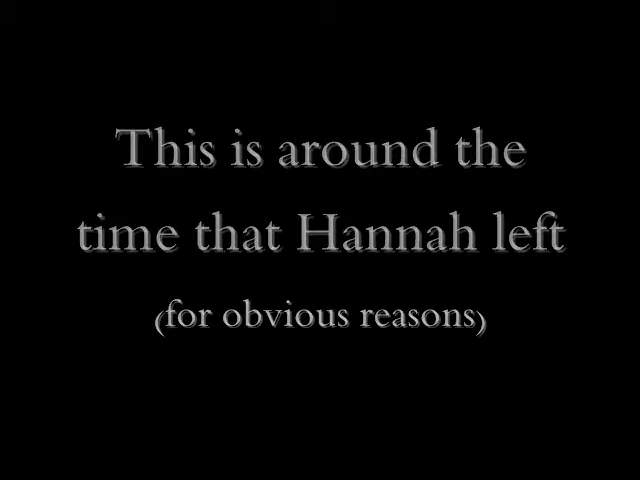 This is around the
time that Hannah left
(for obvious reasons)